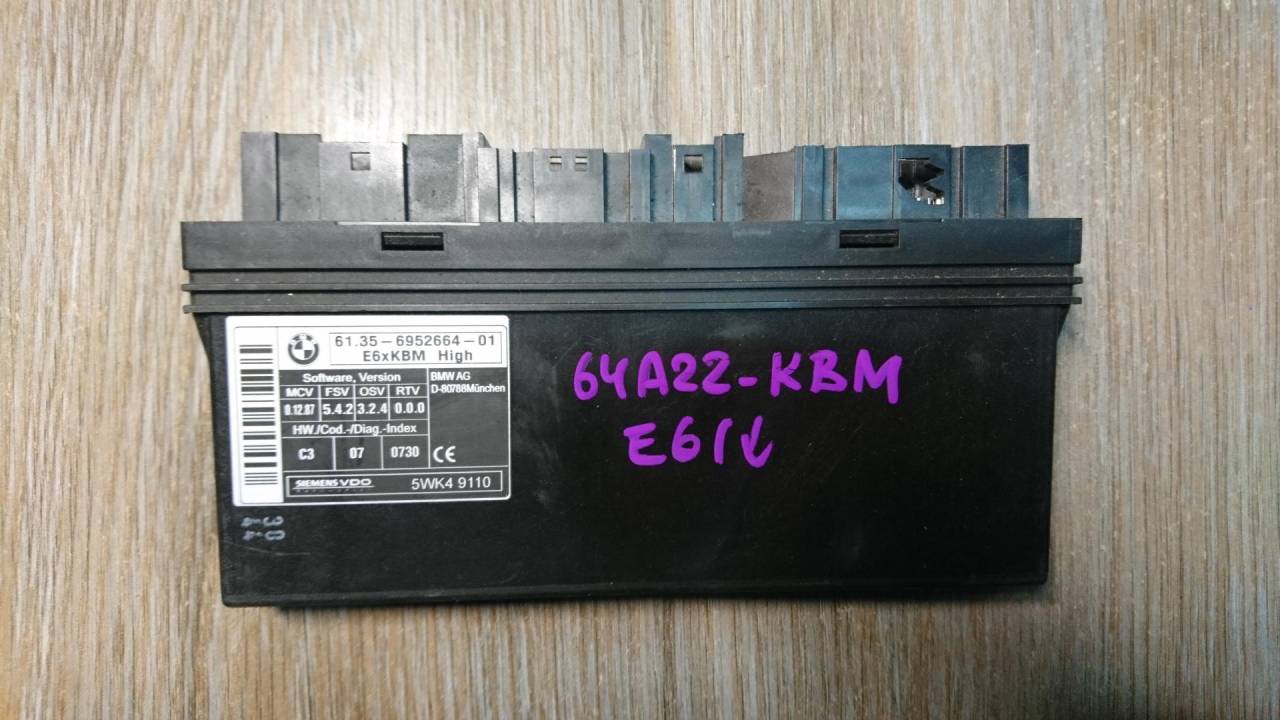 61.35-6952664-01
E6xKBM High
Software, Version
BMW AG
D-80788München
MCV FSV OSV RTV
0.12.07 5.4.2 3.2.4 0.0.0
HW./Cod.-/Diag.-Index
C3 07 0730
CE
SIEMENS VDO
5WK4 9110
64A22-KBM